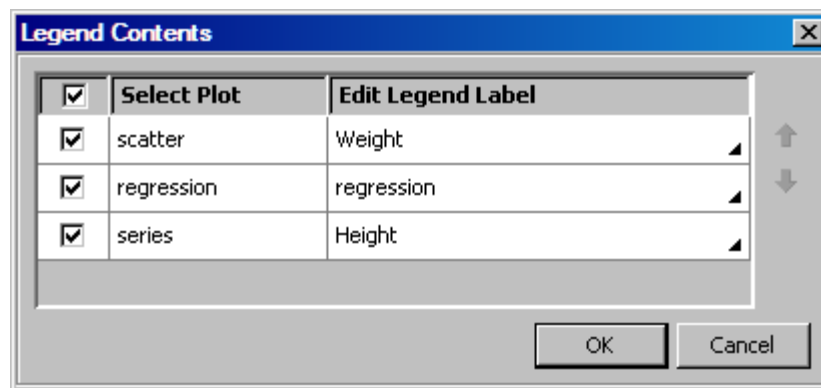 Legend Contents
Select Plot Edit Legend Label
scatter Weight
regression regression
series Height
OK Cancel